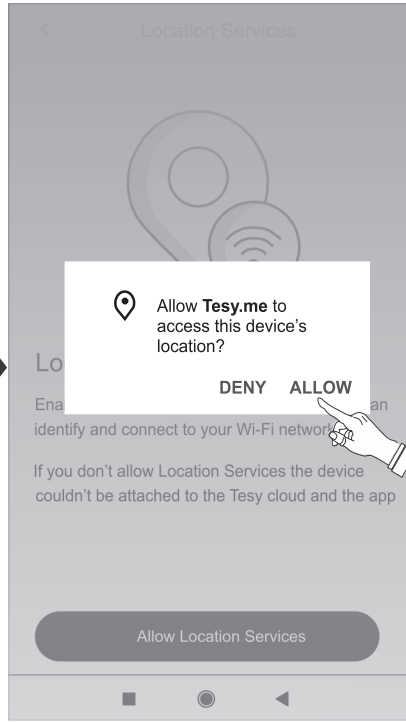 Location Services
Allow Tesy.me to
access this device's
location?
DENY ALLOW
Lo
Ena an
identify and connect to your Wi-Fi network
If you don't allow Location Services the device
couldn't be attached to the Tesy cloud and the app
Allow Location Services